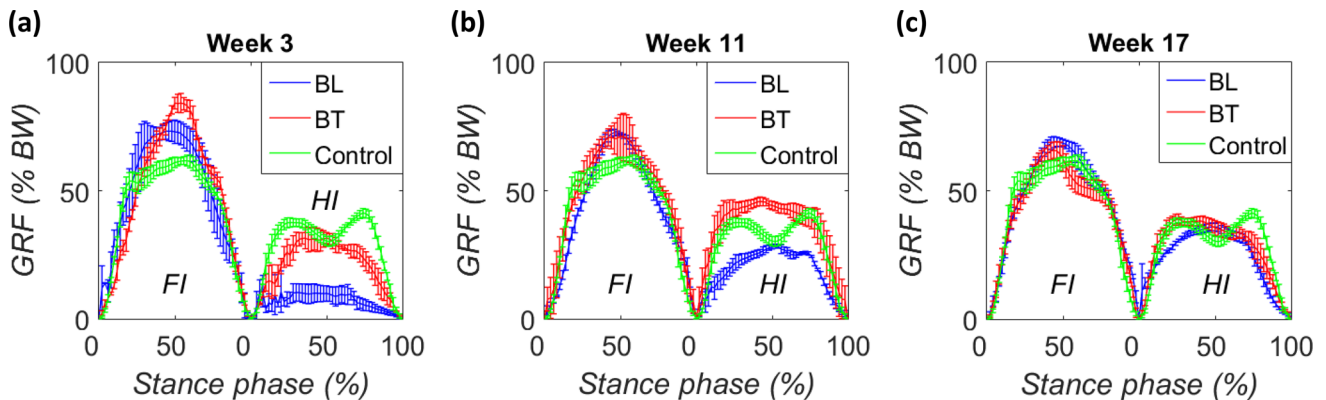 (a)
Week 3
100
50
0
GRF (% BW)
BL
BT
Control
HI
FI
0
50
0
50
100
Stance phase (%)
(b)
Week 11
100
50
0
GRF (% BW)
BL
BT
Control
FI
HI
0
50
0
50
100
Stance phase (%)
(c)
Week 17
100
50
0
GRF (% BW)
BL
BT
Control
FI
HI
0
50
0
50
100
Stance phase (%)